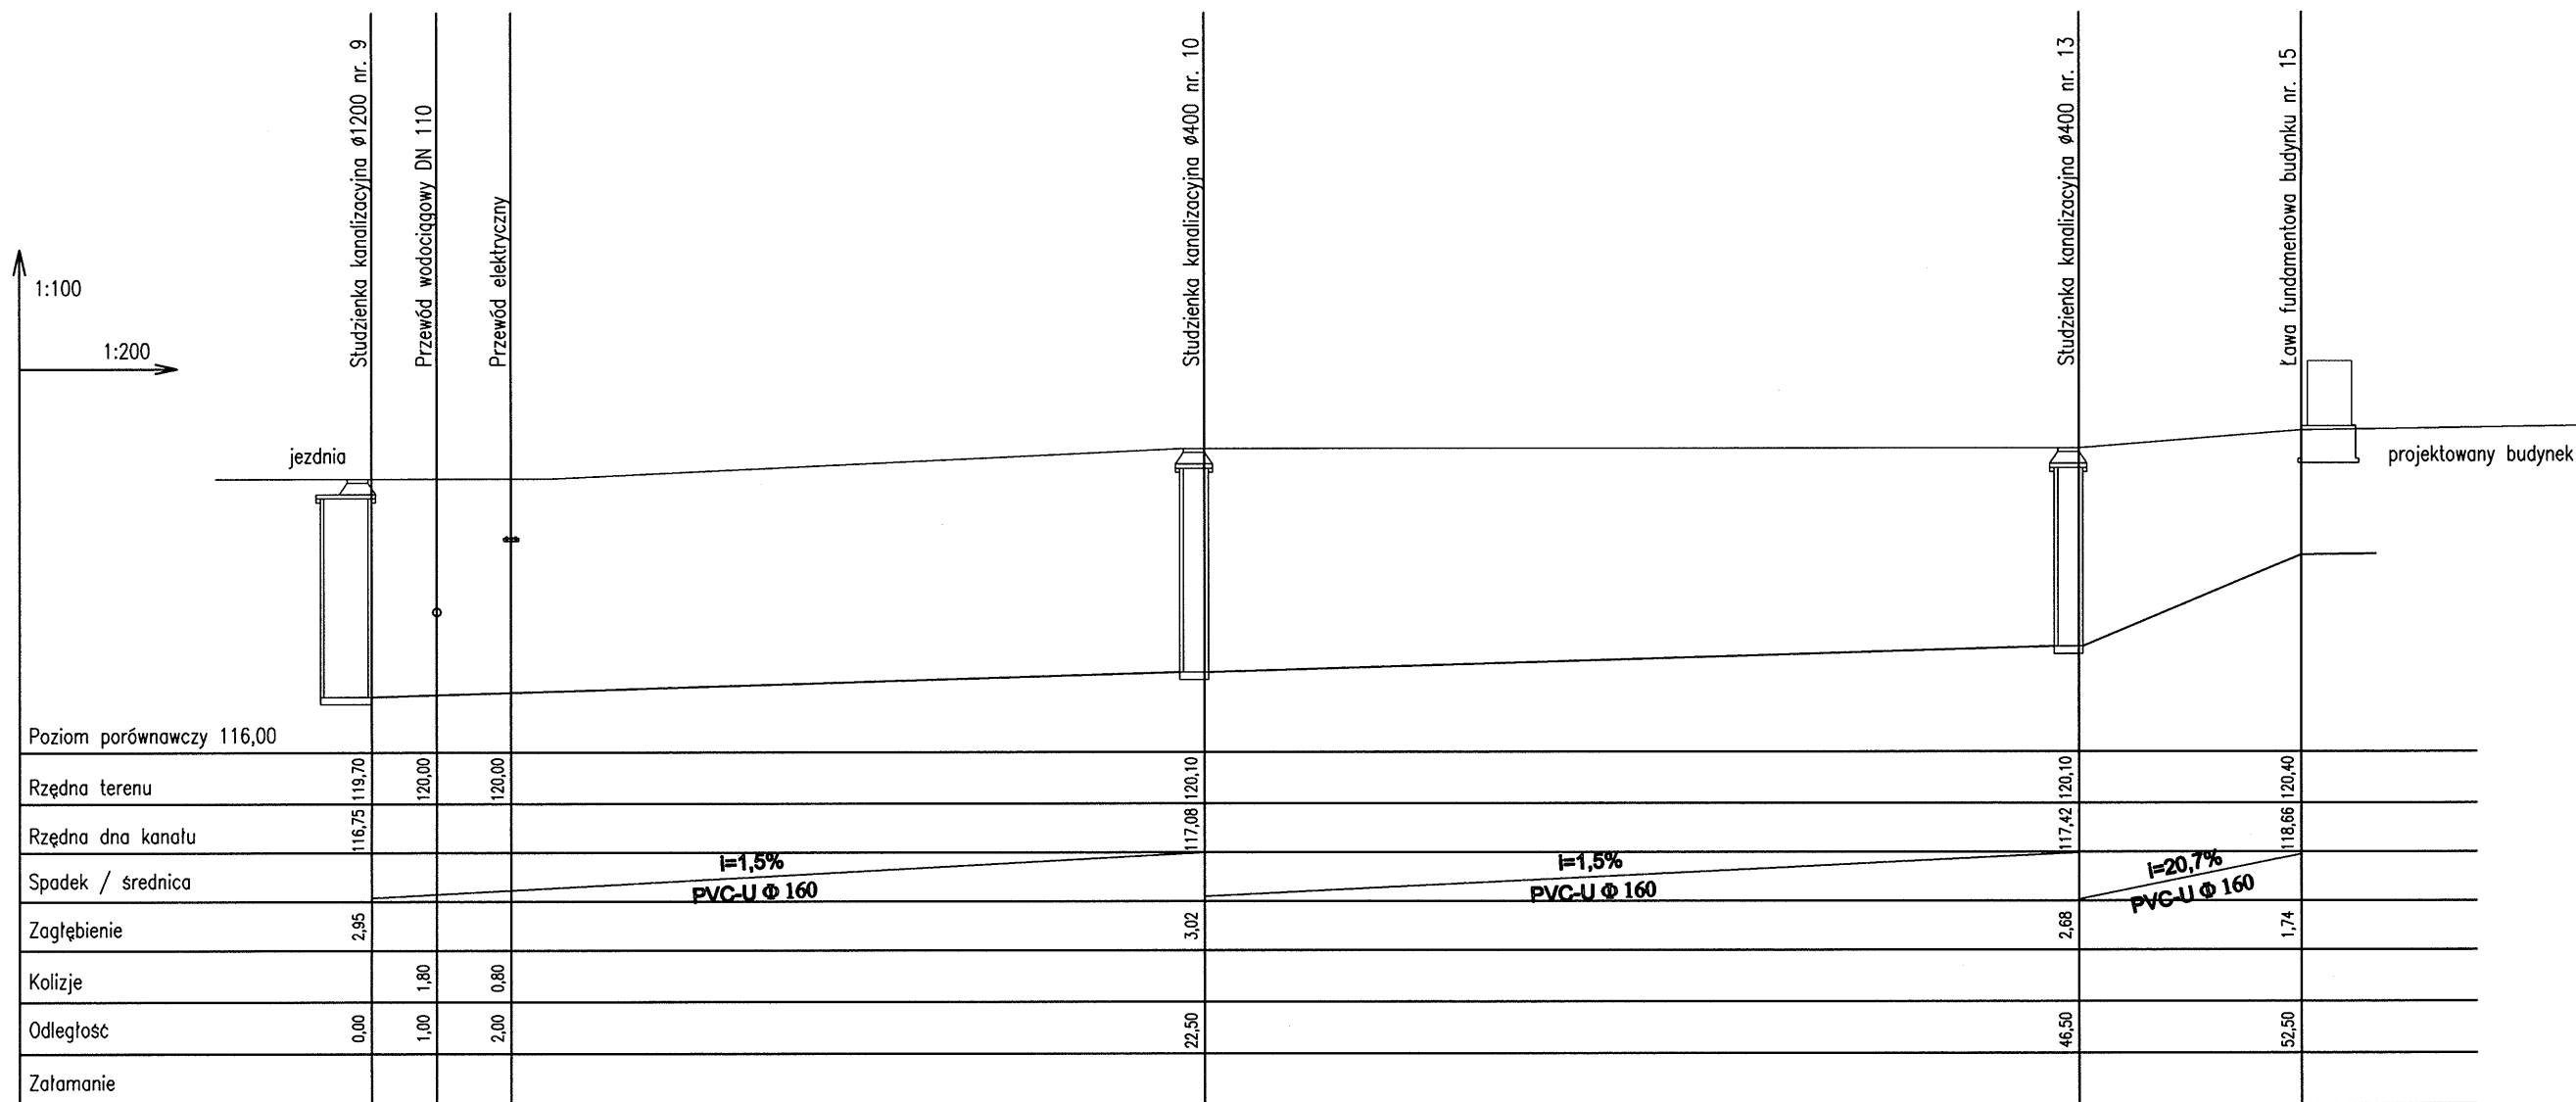 Studzienka kanalizacyjna ø1200 nr. 9
Przewód wodociągowy DN 110
Przewód elektryczny
Studzienka kanalizacyjna ø400 nr. 10
Studzienka kanalizacyjna ø400 nr. 13
Ława fundamentowa budynku nr. 15
1:100
1:200
jezdnia
projektowany budynek
Poziom porównawczy 116,00
Rzędna terenu 119,70 120,00 120,00 120,10 120,10 120,40
Rzędna dna kanału 116,75 117,08 117,42 118,66
Spadek / średnica
i=1,5%
PVC-U Φ 160
i=1,5%
PVC-U Φ 160
i=20,7%
PVC-U Φ 160
Zagłębienie 2,95 3,02 2,68 1,74
Kolizje 1,80 0,80
Odległość 0,00 1,00 2,00 22,50 46,50 52,50
Załamanie